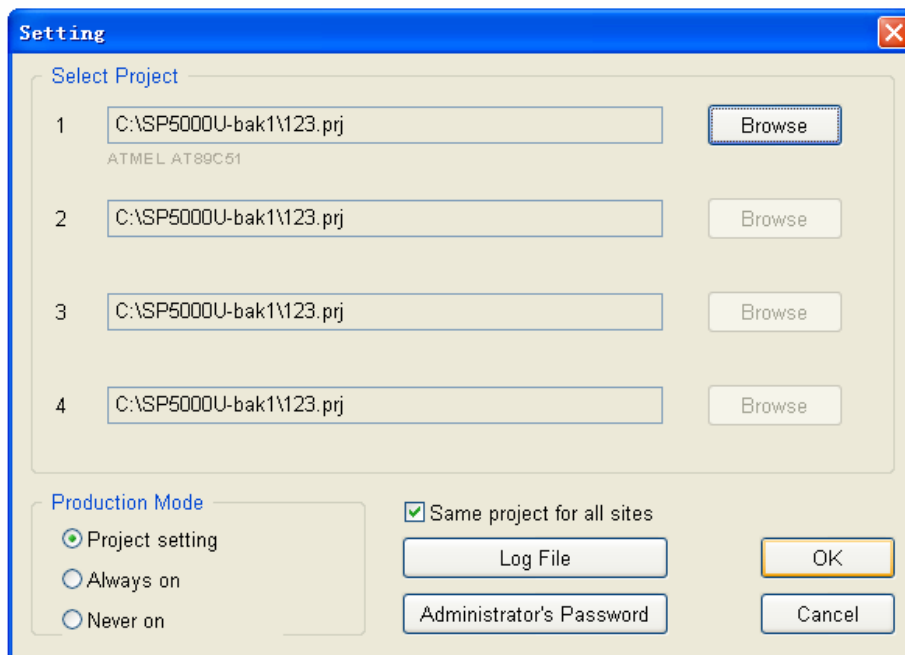 Setting
Select Project
1 C:\SP5000U-bak1\123.prj Browse
ATMEL AT89C51
2 C:\SP5000U-bak1\123.prj Browse
3 C:\SP5000U-bak1\123.prj Browse
4 C:\SP5000U-bak1\123.prj Browse
Production Mode
Project setting
Always on
Never on
Same project for all sites
Log File
Administrator's Password
OK
Cancel